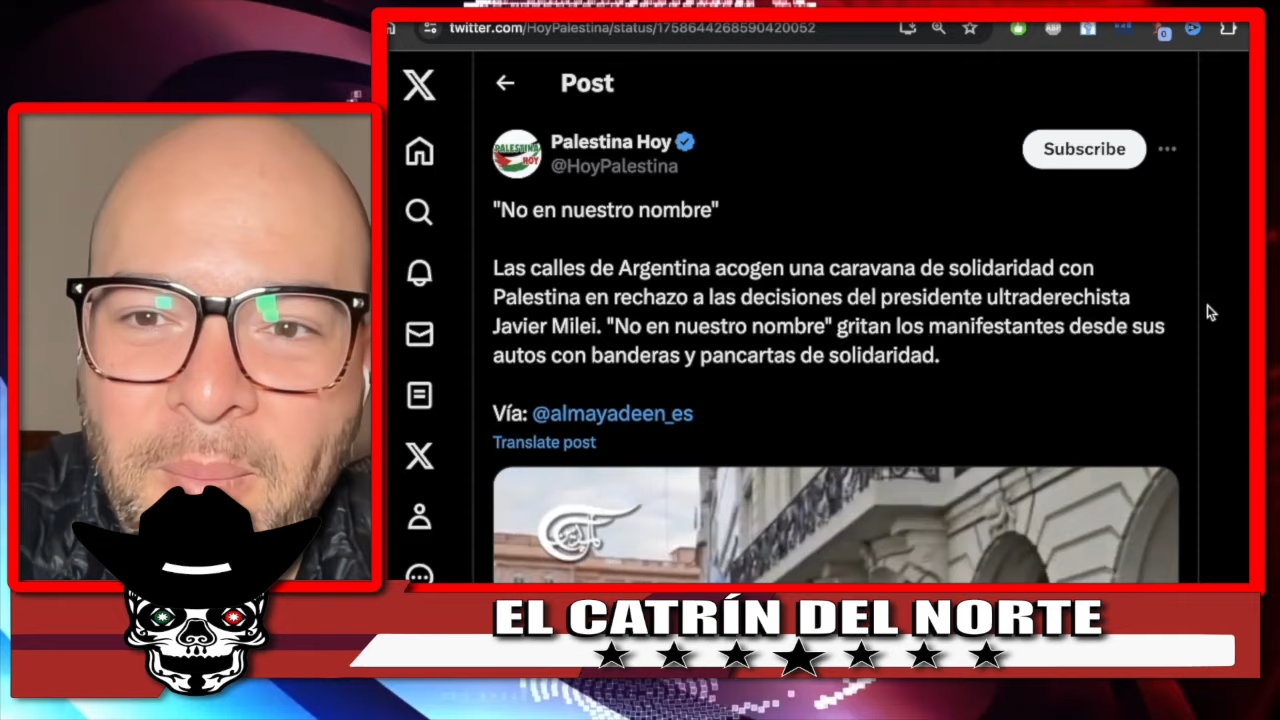 twitter.com/HoyPalestina/status/1758644268590420052
Post
PALESTINA
HOY
Palestina Hoy
@HoyPalestina
Subscribe
"No en nuestro nombre"
Las calles de Argentina acogen una caravana de solidaridad con
Palestina en rechazo a las decisiones del presidente ultraderechista
Javier Milei. "No en nuestro nombre" gritan los manifestantes desde sus
autos con banderas y pancartas de solidaridad.
Vía: @almayadeen_es
Translate post
EL CATRÍN DEL NORTE